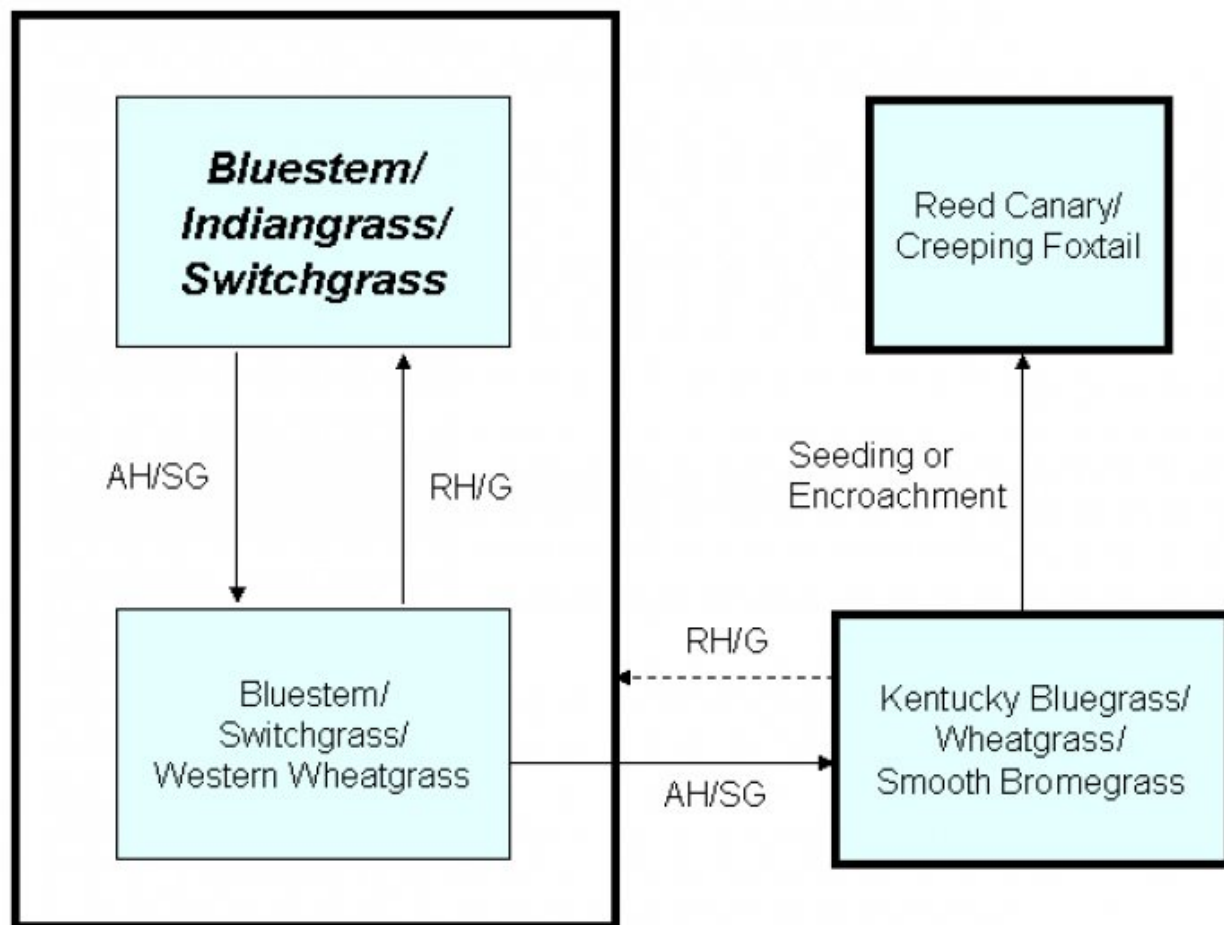 Bluestem/
Indiangrass/
Switchgrass
Reed Canary/
Creeping Foxtail
AH/SG
RH/G
Seeding or
Encroachment
RH/G
Bluestem/
Switchgrass/
Western Wheatgrass
AH/SG
Kentucky Bluegrass/
Wheatgrass/
Smooth Bromegrass